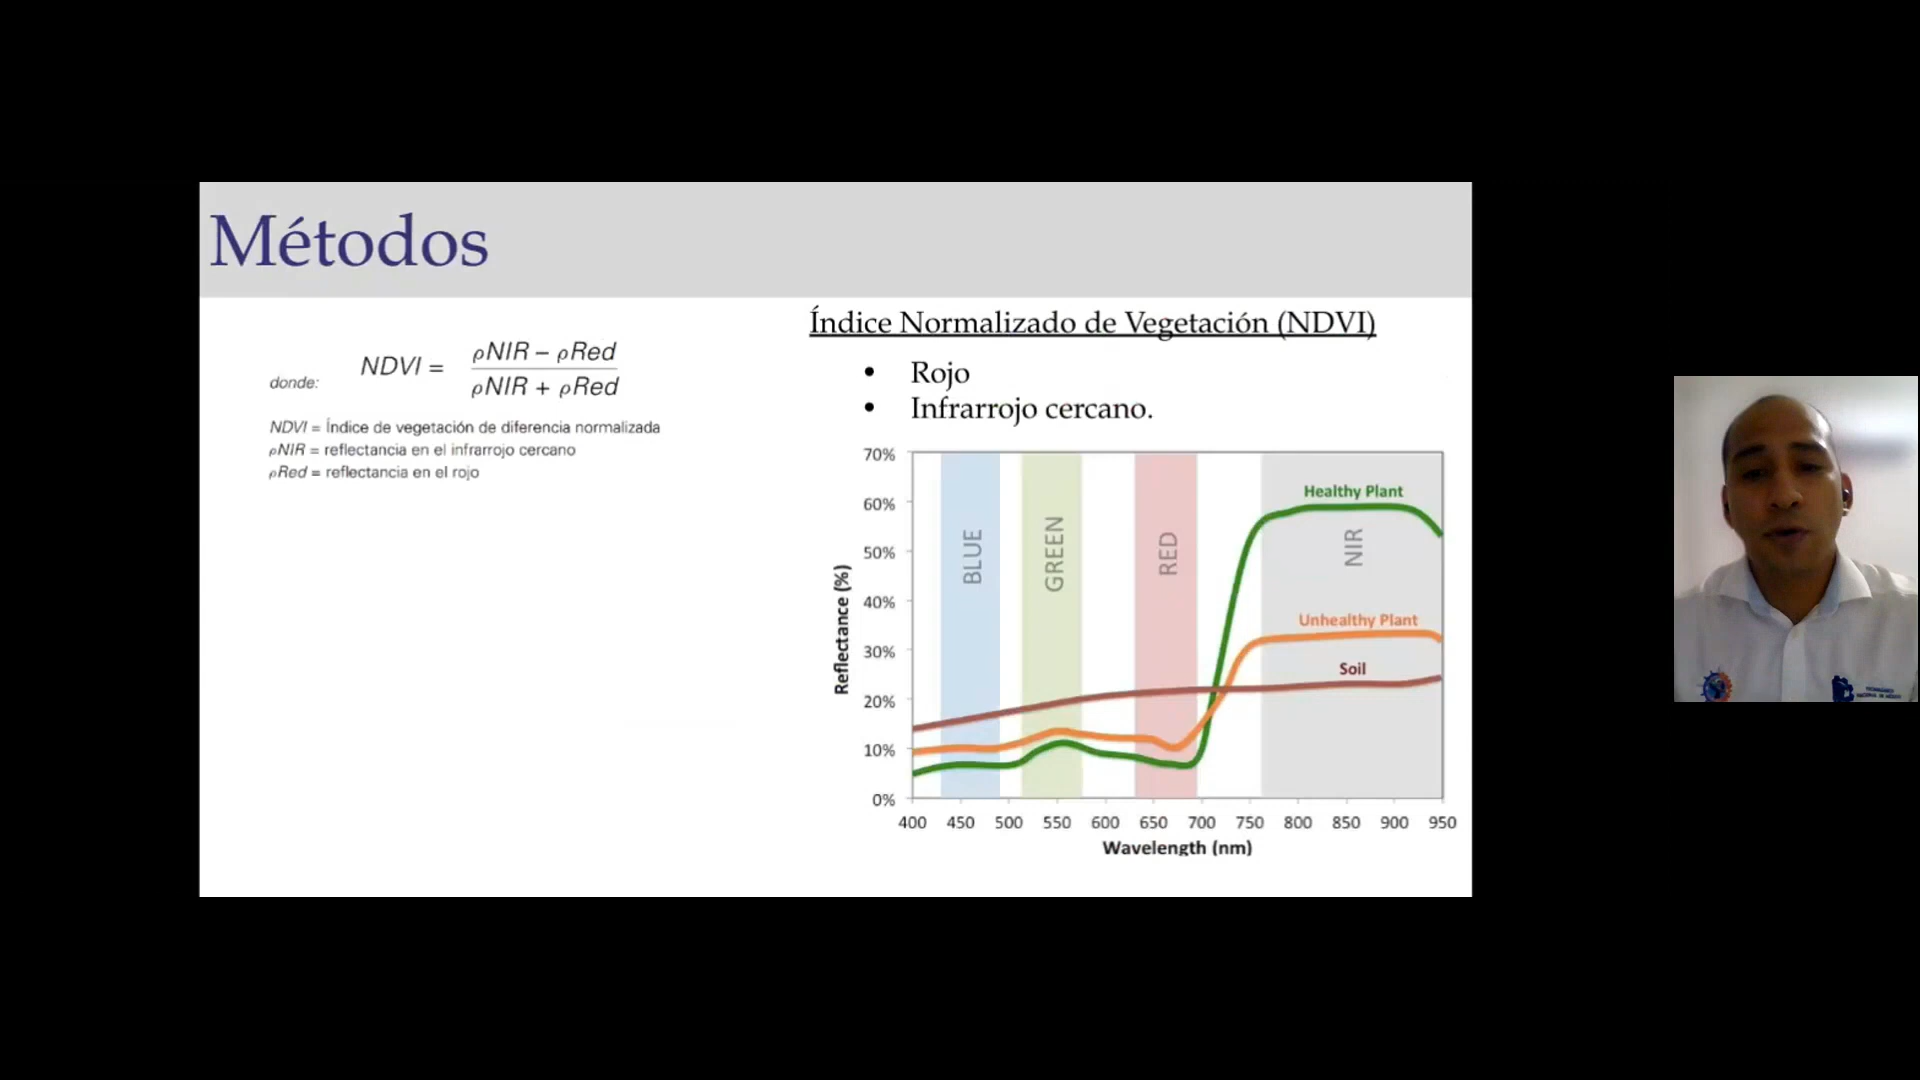 Métodos
NDVI = ρNIR – ρRed
ρNIR + ρRed
donde:
NDVI = Índice de vegetación de diferencia normalizada
ρNIR = reflectancia en el infrarrojo cercano
ρRed = reflectancia en el rojo
Índice Normalizado de Vegetación (NDVI)
• Rojo
• Infrarrojo cercano.
70%
60%
50%
40%
30%
20%
10%
0%
Reflectance (%)
BLUE
GREEN
RED
NIR
Healthy Plant
Unhealthy Plant
Soil
400 450 500 550 600 650 700 750 800 850 900 950
Wavelength (nm)